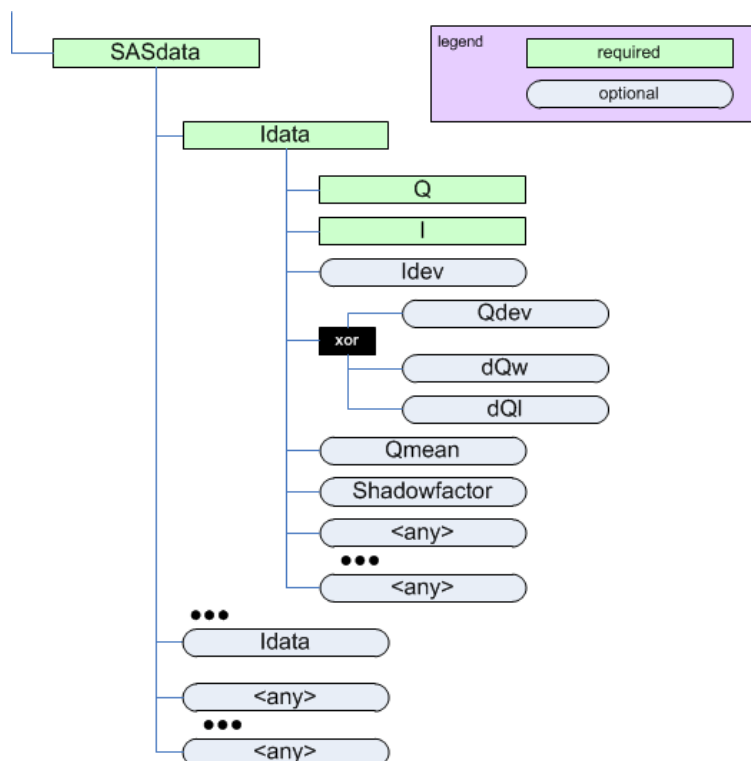 SASdata
legend
required
optional
Idata
Q
I
Idev
Qdev
xor
dQw
dQl
Qmean
Shadowfactor
<any>
<any>
Idata
<any>
<any>